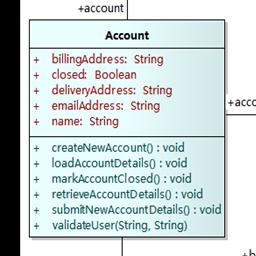 +account
Account
+ billingAddress: String
+ closed: Boolean
+ deliveryAddress: String
+ emailAddress: String
+ name: String
+ createNewAccount() : void
+ loadAccountDetails() : void
+ markAccountClosed() : void
+ retrieveAccountDetails() : void
+ submitNewAccountDetails() : void
+ validateUser(String, String)